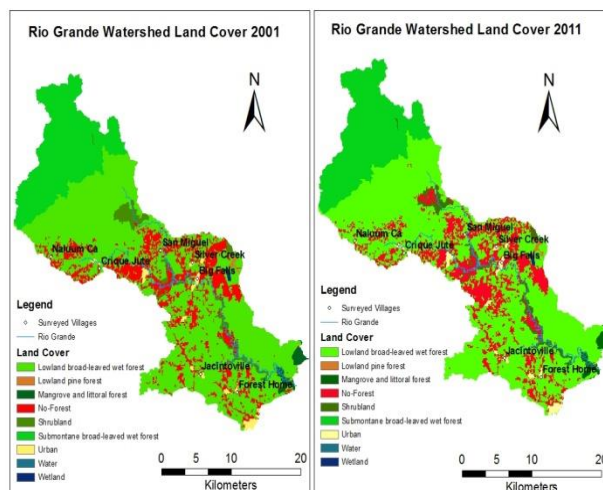 Rio Grande Watershed Land Cover 2001
N
Naluum Ca
Crique Jute
San Miguel
Silver Creek
Big Falls
Jacintoville
Forest Home
Legend
Surveyed Villages
Rio Grande
Land Cover
Lowland broad-leaved wet forest
Lowland pine forest
Mangrove and littoral forest
No-Forest
Shrubland
Submontane broad-leaved wet forest
Urban
Water
Wetland
0 5 10 20
Kilometers
Rio Grande Watershed Land Cover 2011
N
Naluum Ca
Crique Jute
San Miguel
Silver Creek
Big Falls
Jacintoville
Forest Home
Legend
Surveyed Villages
Rio Grande
Land Cover
Lowland broad-leaved wet forest
Lowland pine forest
Mangrove and littoral forest
No-Forest
Shrubland
Submontane broad-leaved wet forest
Urban
Water
Wetland
0 5 10 20
Kilometers